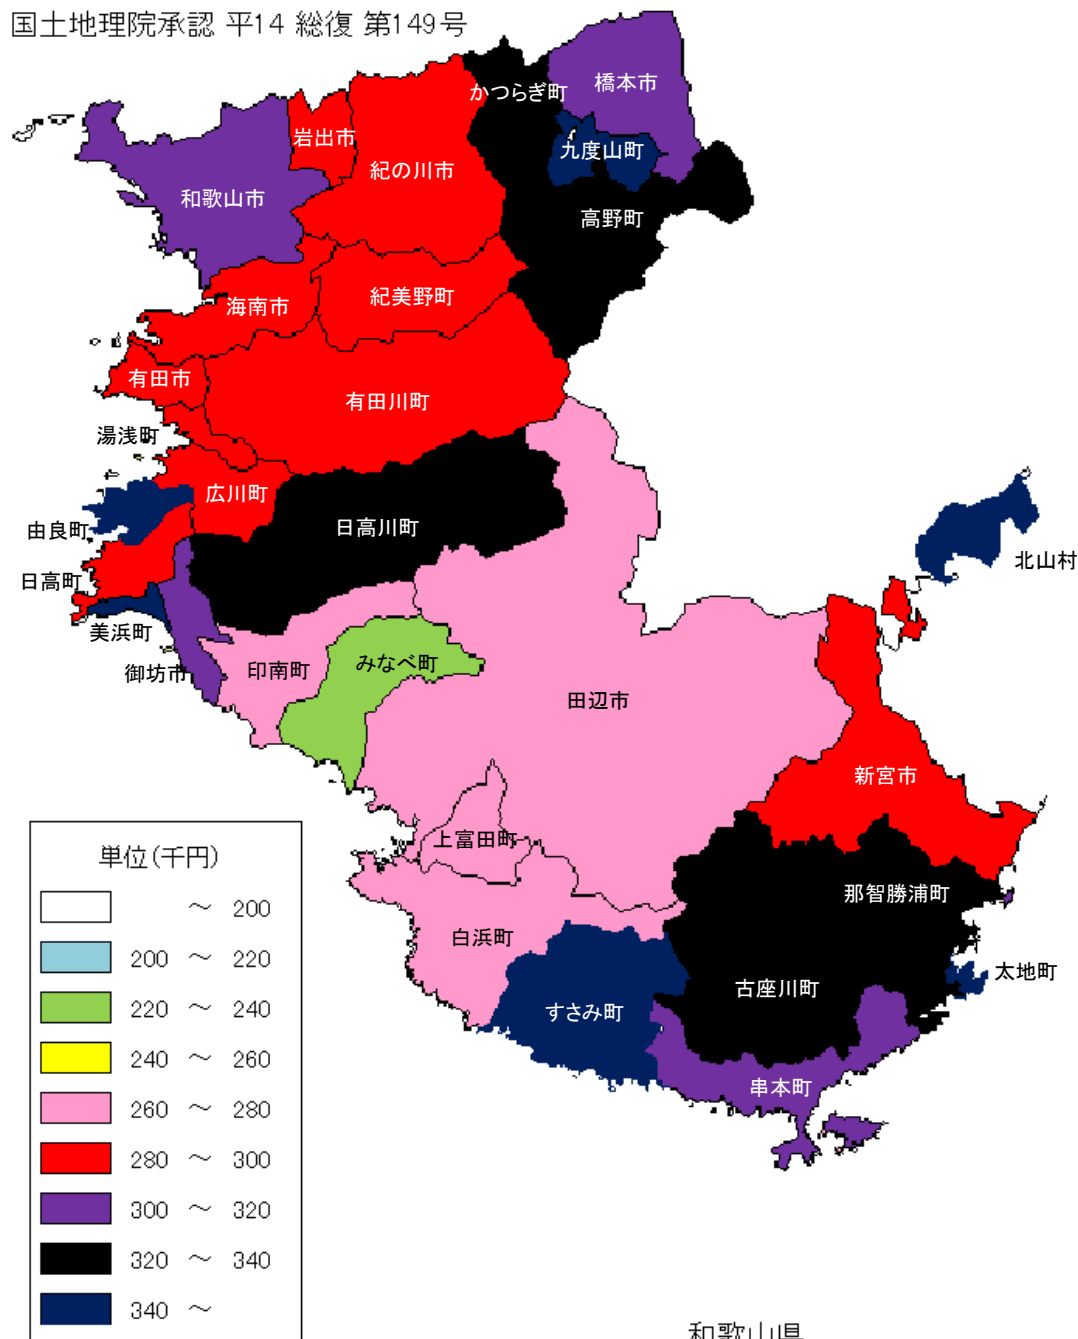 国土地理院承認 平14 総復 第149号
かつらぎ町
橋本市
岩出市
九度山町
紀の川市
和歌山市
高野町
海南市
紀美野町
有田市
有田川町
湯浅町
広川町
由良町
日高川町
北山村
日高町
美浜町
御坊市
印南町
みなべ町
田辺市
新宮市
上富田町
那智勝浦町
白浜町
太地町
すさみ町
古座川町
串本町
単位(千円)
～ 200
200 ～ 220
220 ～ 240
240 ～ 260
260 ～ 280
280 ～ 300
300 ～ 320
320 ～ 340
340 ～
和歌山県